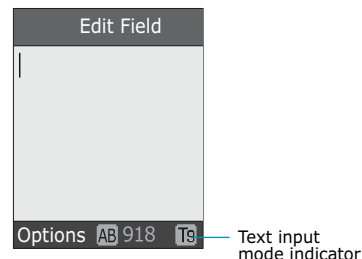 Edit Field
Options AB 918 T9
Text input
mode indicator